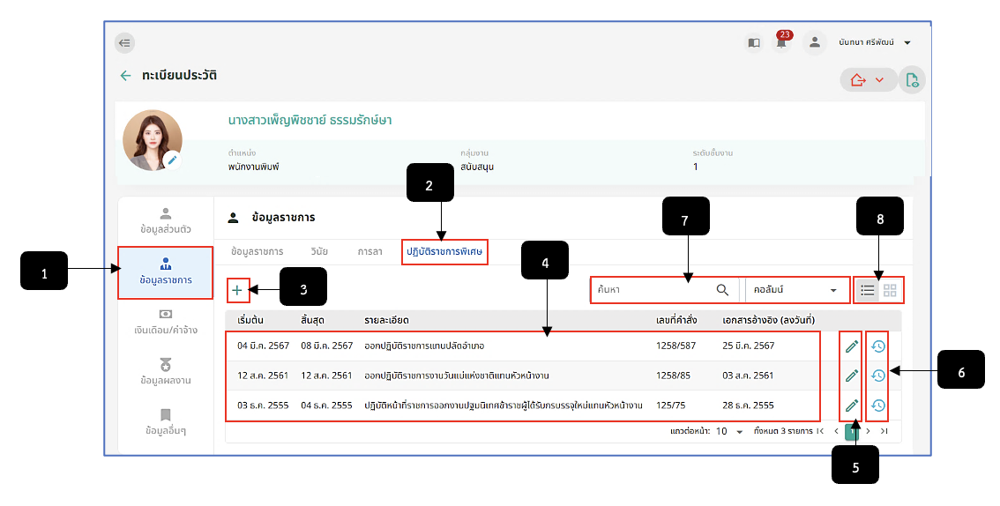 23
นันทนา ศรีพัฒน์
ทะเบียนประวัติ
นางสาวเพ็ญพิชชาย์ ธรรมรักษ์ษา
ตำแหน่ง กลุ่มงาน ระดับชั้นงาน
พนักงานพิมพ์ สนับสนุน 1
2
7
8
ข้อมูลส่วนตัว
ข้อมูลราชการ
ข้อมูลราชการ วินัย การลา ปฏิบัติราชการพิเศษ
1
ข้อมูลราชการ
4
3
ค้นหา คอลัมน์
เริ่มต้น สิ้นสุด รายละเอียด เลขที่คำสั่ง เอกสารอ้างอิง (ลงวันที่)
เงินเดือน/ค่าจ้าง
04 มี.ค. 2567 08 มี.ค. 2567 ออกปฏิบัติราชการแทนปลัดอำเภอ 1258/587 25 มี.ค. 2567
12 ส.ค. 2561 12 ส.ค. 2561 ออกปฏิบัติราชการงานวันแม่แห่งชาติแทนหัวหน้างาน 1258/85 03 ส.ค. 2561
6
ข้อมูลผลงาน
03 ธ.ค. 2555 04 ธ.ค. 2555 ปฏิบัติหน้าที่ราชการออกงานปฐมนิเทศข้าราชผู้ได้รับกรบรรจุใหม่แทนหัวหน้างาน 125/75 28 ธ.ค. 2555
ข้อมูลอื่นๆ
แถวต่อหน้า: 10 ทั้งหมด 3 รายการ 1
5